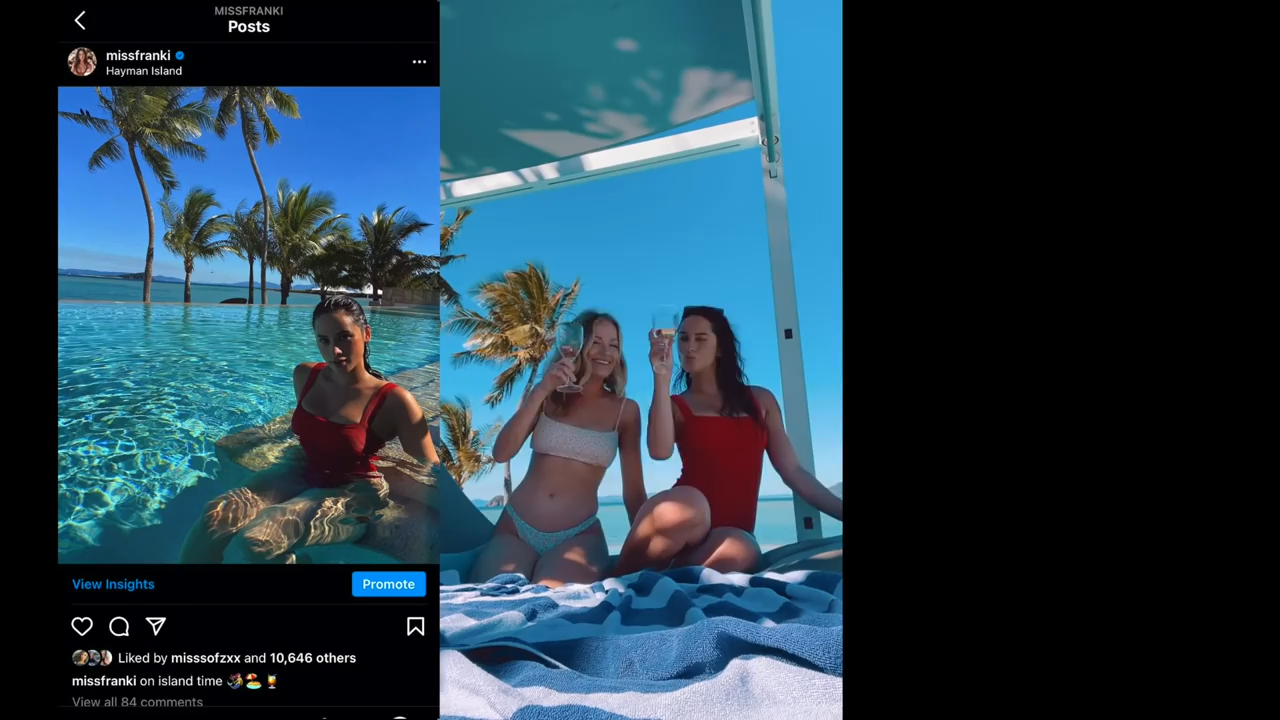 MISSFRANKI
Posts
missfranki
Hayman Island
View Insights
Promote
Liked by misssofzxx and 10,646 others
missfranki on island time
View all 84 comments